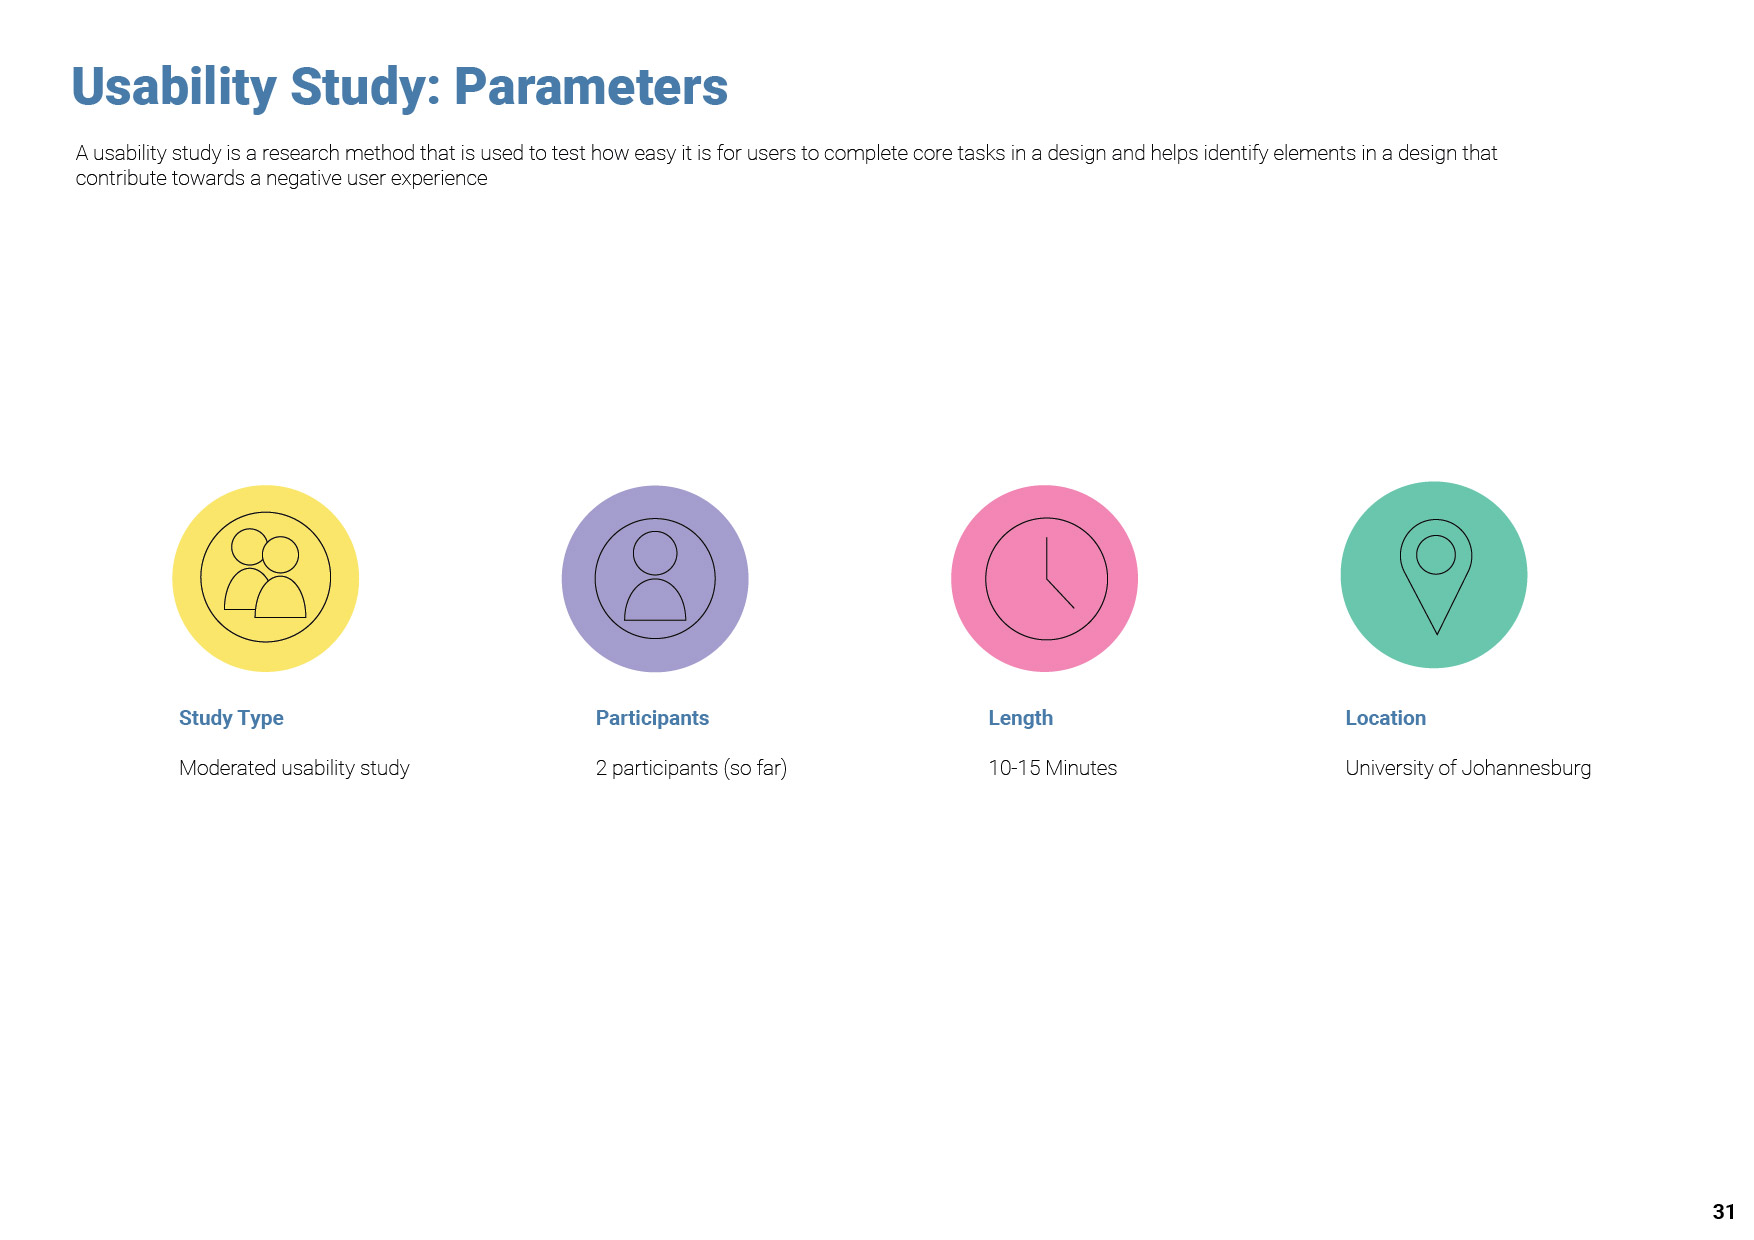 Usability Study: Parameters
A usability study is a research method that is used to test how easy it is for users to complete core tasks in a design and helps identify elements in a design that
contribute towards a negative user experience
Study Type
Moderated usability study
Participants
2 participants (so far)
Length
10-15 Minutes
Location
University of Johannesburg
31